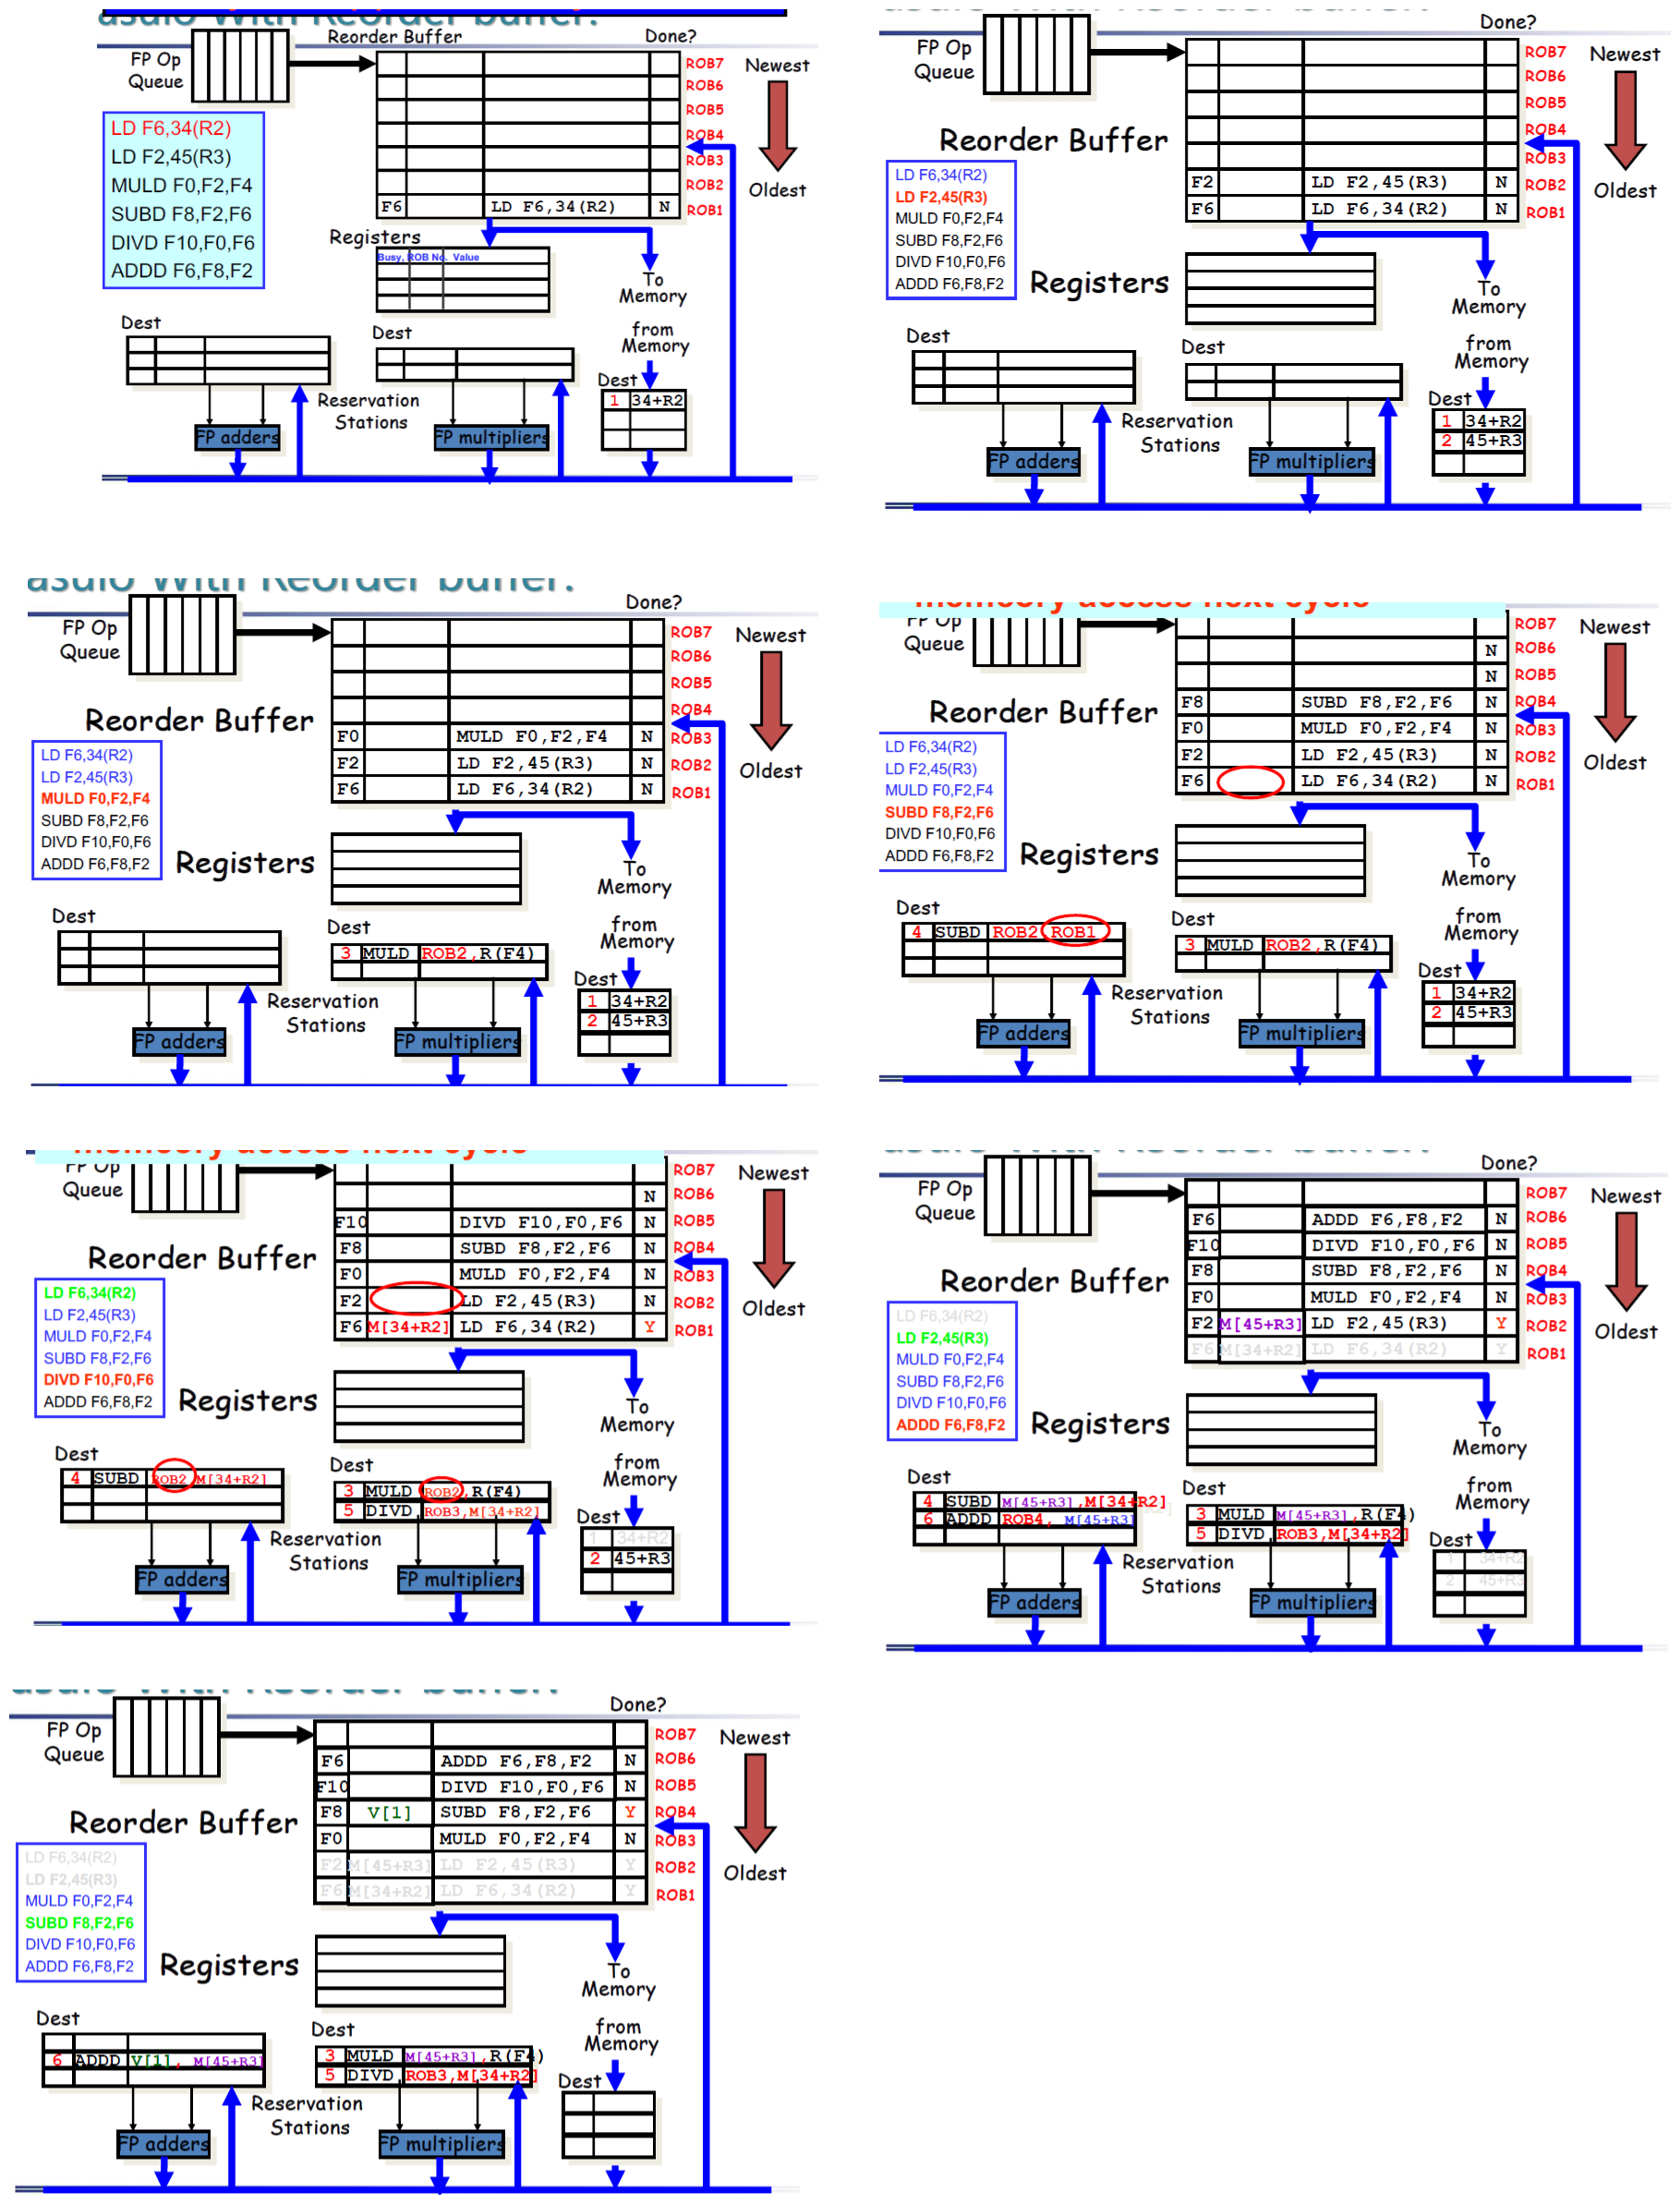 asulo With Reorder buffer:
Reorder Buffer
Done?
FP Op
Queue
ROB7
ROB6
ROB5
ROB4
ROB3
ROB2
F6 LD F6,34(R2) N ROB1
Newest
Oldest
LD F6,34(R2)
LD F2,45(R3)
MULD F0,F2,F4
SUBD F8,F2,F6
DIVD F10,F0,F6
ADDD F6,F8,F2
Registers
Busy, ROB No. Value
To
Memory
from
Memory
Dest
Dest
Dest
1 34+R2
Reservation
Stations
FP adders
FP multipliers
Done?
FP Op
Queue
ROB7
ROB6
ROB5
ROB4
ROB3
F2 LD F2,45(R3) N ROB2
F6 LD F6,34(R2) N ROB1
Newest
Oldest
Reorder Buffer
LD F6,34(R2)
LD F2,45(R3)
MULD F0,F2,F4
SUBD F8,F2,F6
DIVD F10,F0,F6
ADDD F6,F8,F2
Registers
To
Memory
from
Memory
Dest
Dest
Dest
1 34+R2
2 45+R3
Reservation
Stations
FP adders
FP multipliers
asulo With Reorder buffer:
Done?
FP Op
Queue
ROB7
ROB6
ROB5
ROB4
F0 MULD F0,F2,F4 N ROB3
F2 LD F2,45(R3) N ROB2
F6 LD F6,34(R2) N ROB1
Newest
Oldest
Reorder Buffer
LD F6,34(R2)
LD F2,45(R3)
MULD F0,F2,F4
SUBD F8,F2,F6
DIVD F10,F0,F6
ADDD F6,F8,F2
Registers
To
Memory
from
Memory
Dest
Dest
3 MULD ROB2,R(F4)
Dest
1 34+R2
2 45+R3
Reservation
Stations
FP adders
FP multipliers
memeory access next cycle
FP Op
Queue
ROB7
N ROB6
N ROB5
F8 SUBD F8,F2,F6 N ROB4
F0 MULD F0,F2,F4 N ROB3
F2 LD F2,45(R3) N ROB2
F6 LD F6,34(R2) N ROB1
Newest
Oldest
Reorder Buffer
LD F6,34(R2)
LD F2,45(R3)
MULD F0,F2,F4
SUBD F8,F2,F6
DIVD F10,F0,F6
ADDD F6,F8,F2
Registers
To
Memory
from
Memory
Dest
4 SUBD ROB2 ROB1
3 MULD ROB2,R(F4)
Dest
1 34+R2
2 45+R3
Reservation
Stations
FP adders
FP multipliers
memeory access next cycle
FP Op
Queue
ROB7
N ROB6
F10 DIVD F10,F0,F6 N ROB5
F8 SUBD F8,F2,F6 N ROB4
F0 MULD F0,F2,F4 N ROB3
F2 LD F2,45(R3) N ROB2
F6 M[34+R2] LD F6,34(R2) Y ROB1
Newest
Oldest
Reorder Buffer
LD F6,34(R2)
LD F2,45(R3)
MULD F0,F2,F4
SUBD F8,F2,F6
DIVD F10,F0,F6
ADDD F6,F8,F2
Registers
To
Memory
from
Memory
Dest
4 SUBD ROB2,M[34+R2]
Dest
3 MULD ROB2,R(F4)
5 DIVD ROB3,M[34+R2]
Dest
1 34+R2
2 45+R3
Reservation
Stations
FP adders
FP multipliers
Done?
FP Op
Queue
ROB7
F6 ADDD F6,F8,F2 N ROB6
F10 DIVD F10,F0,F6 N ROB5
F8 SUBD F8,F2,F6 N ROB4
F0 MULD F0,F2,F4 N ROB3
F2 M[45+R3] LD F2,45(R3) Y ROB2
F6 M[34+R2] LD F6,34(R2) Y ROB1
Newest
Oldest
Reorder Buffer
LD F6,34(R2)
LD F2,45(R3)
MULD F0,F2,F4
SUBD F8,F2,F6
DIVD F10,F0,F6
ADDD F6,F8,F2
Registers
To
Memory
from
Memory
Dest
4 SUBD M[45+R3],M[34+R2]
6 ADDD ROB4, M[45+R3]
Dest
3 MULD M[45+R3],R(F4)
5 DIVD ROB3,M[34+R2]
Dest
1 34+R2
2 45+R3
Reservation
Stations
FP adders
FP multipliers
Done?
FP Op
Queue
ROB7
F6 ADDD F6,F8,F2 N ROB6
F10 DIVD F10,F0,F6 N ROB5
F8 V[1] SUBD F8,F2,F6 Y ROB4
F0 MULD F0,F2,F4 N ROB3
F2 M[45+R3] LD F2,45(R3) Y ROB2
F6 M[34+R2] LD F6,34(R2) Y ROB1
Newest
Oldest
Reorder Buffer
LD F6,34(R2)
LD F2,45(R3)
MULD F0,F2,F4
SUBD F8,F2,F6
DIVD F10,F0,F6
ADDD F6,F8,F2
Registers
To
Memory
from
Memory
Dest
6 ADDD V[1], M[45+R3]
Dest
3 MULD M[45+R3],R(F4)
5 DIVD ROB3,M[34+R2]
Dest
Reservation
Stations
FP adders
FP multipliers